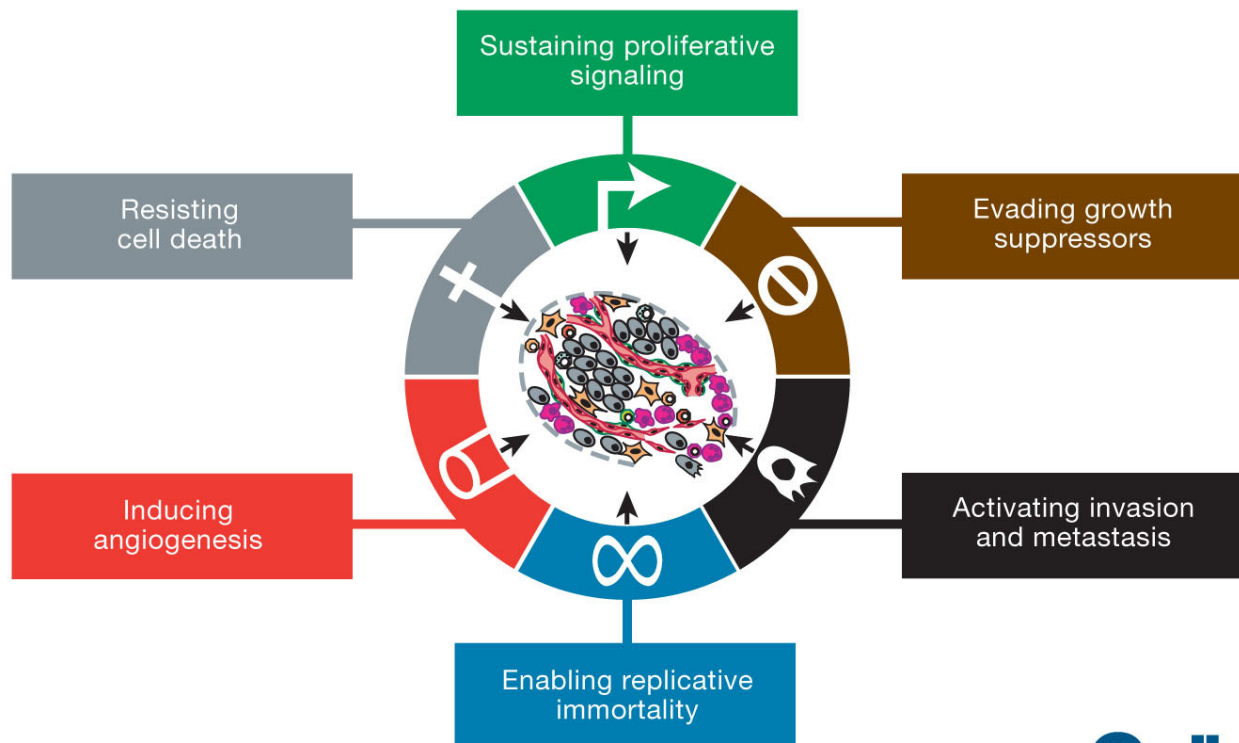 Sustaining proliferative
signaling
Resisting
cell death
Evading growth
suppressors
Inducing
angiogenesis
Activating invasion
and metastasis
Enabling replicative
immortality